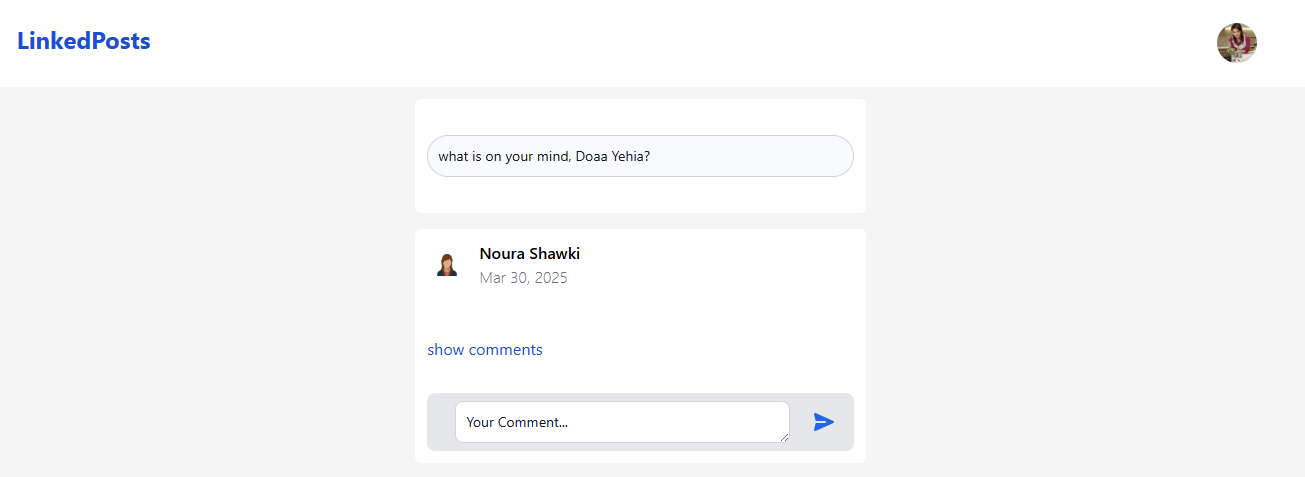 LinkedPosts
what is on your mind, Doaa Yehia?
Noura Shawki
Mar 30, 2025
show comments
Your Comment...